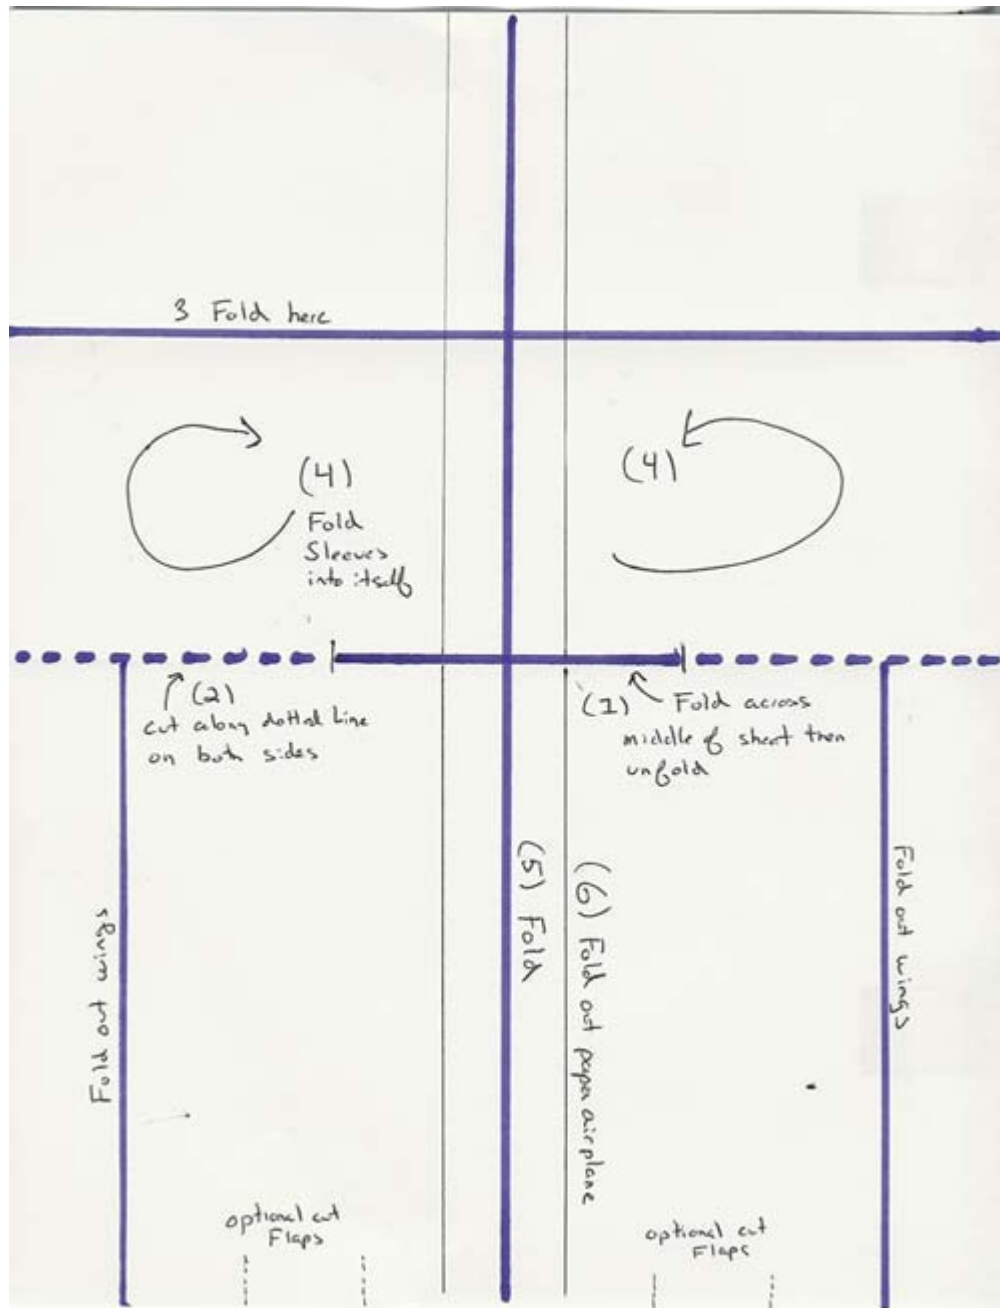 3 Fold here
(4)
Fold
Sleeves
into itself
(4)
(2)
cut along dotted Line
on both sides
(1) Fold across
middle of sheet then
unfold
(5) Fold
(6) Fold out paper airplane
Fold out wings
Fold out wings
optional cut
Flaps
optional cut
Flaps